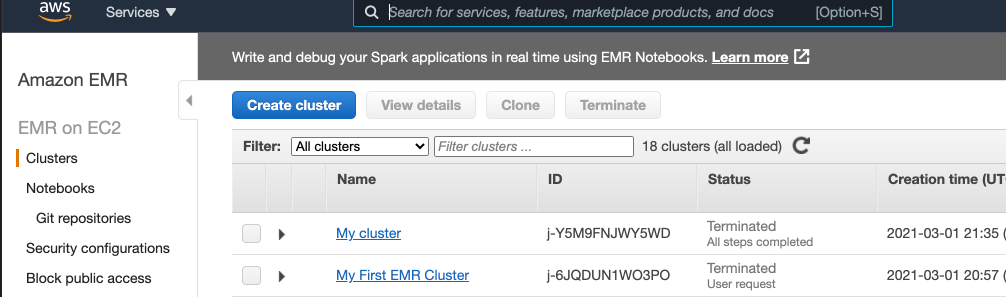 aws
Services ▼
Search for services, features, marketplace products, and docs [Option+S]
Write and debug your Spark applications in real time using EMR Notebooks. Learn more
Amazon EMR
EMR on EC2
Clusters
Notebooks
Git repositories
Security configurations
Block public access
Create cluster View details Clone Terminate
Filter: All clusters Filter clusters ... 18 clusters (all loaded)
Name ID Status Creation time (UT
My cluster j-Y5M9FNJWY5WD Terminated 2021-03-01 21:35 (
All steps completed
My First EMR Cluster j-6JQDUN1WO3PO Terminated 2021-03-01 20:57 (
User request